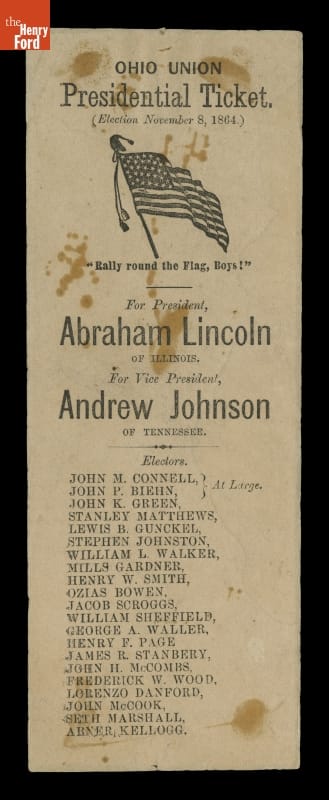 the
Henry
Ford
OHIO UNION
Presidential Ticket.
(Election November 8, 1864.)
"Rally round the Flag, Boys!"
For President,
Abraham Lincoln
OF ILLINOIS.
For Vice President,
Andrew Johnson
OF TENNESSEE.
Electors.
JOHN M. CONNELL,
JOHN P. BIEHN,
At Large.
JOHN K. GREEN,
STANLEY MATTHEWS,
LEWIS B. GUNCKEL,
STEPHEN JOHNSTON,
WILLIAM L. WALKER,
MILLS GARDNER,
HENRY W. SMITH,
OZIAS BOWEN,
JACOB SCROGGS,
WILLIAM SHEFFIELD,
GEORGE A. WALLER,
HENRY F. PAGE
JAMES R. STANBERY,
JOHN H. McCOMBS,
FREDERICK W. WOOD,
LORENZO DANFORD,
JOHN McCOOK,
SETH MARSHALL,
ABNER KELLOGG.